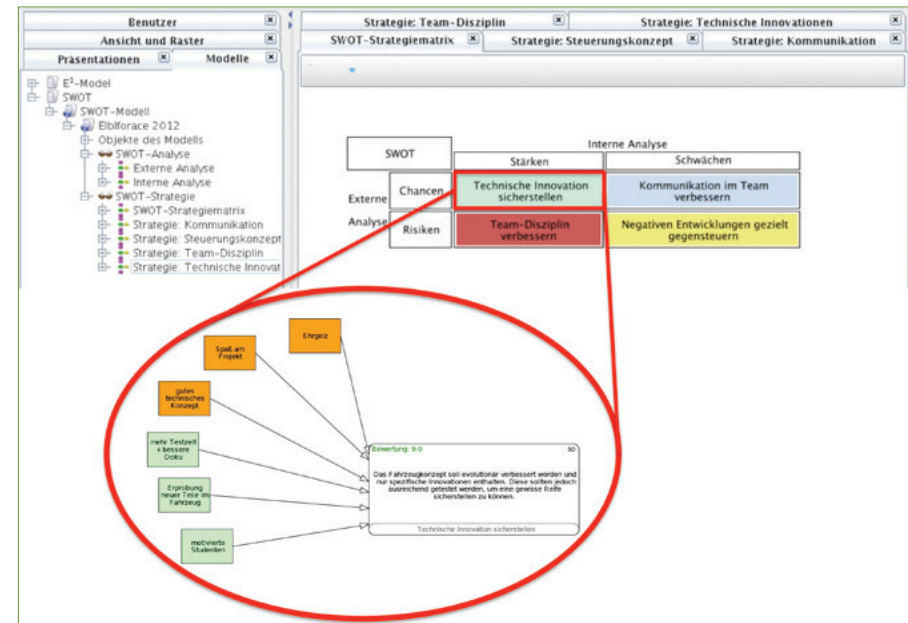 Benutzer
Ansicht und Raster
Präsentationen
Modelle
E³-Model
SWOT
SWOT-Modell
Elbflorace 2012
Objekte des Modells
SWOT-Analyse
Externe Analyse
Interne Analyse
SWOT-Strategie
SWOT-Strategiematrix
Strategie: Kommunikation
Strategie: Steuerungskonzept
Strategie: Team-Disziplin
Strategie: Technische Innovat
Strategie: Team-Disziplin
Strategie: Technische Innovationen
SWOT-Strategiematrix
Strategie: Steuerungskonzept
Strategie: Kommunikation
SWOT
Interne Analyse
Stärken
Schwächen
Externe
Analyse
Chancen
Technische Innovation
sicherstellen
Kommunikation im Team
verbessern
Risiken
Team-Disziplin
verbessern
Negativen Entwicklungen gezielt
gegensteuern
Ehrgeiz
Spaß am
Projekt
gutes
technisches
Konzept
mehr Testzeit
+ bessere
Doku
Erprobung
neuer Teile im
Fahrzeug
motivierte
Studenten
Bewertung: 9.0
SO
Das Fahrzeugkonzept soll evolutionär verbessert werden und
nur spezifische Innovationen enthalten. Diese sollten jedoch
ausreichend getestet werden, um eine gewisse Reife
sicherstellen zu können.
Technische Innovation sicherstellen